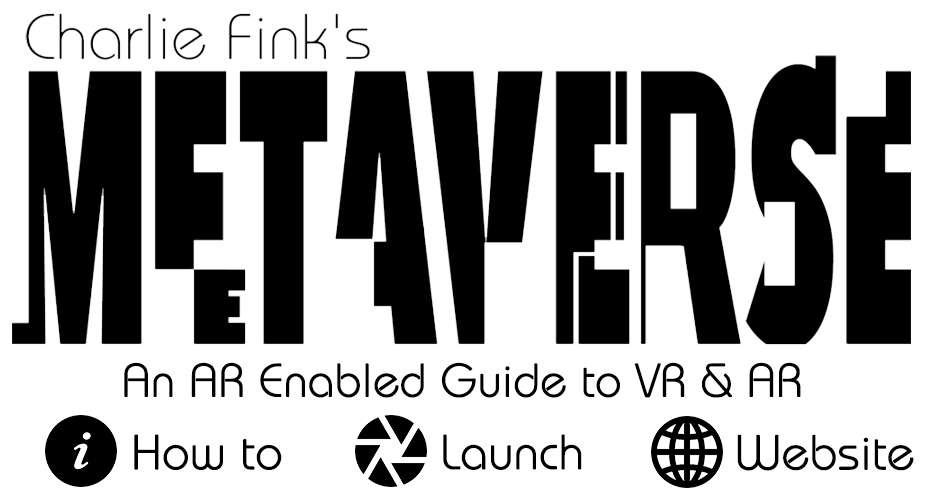 Charlie Fink's
METAVERSE
An AR Enabled Guide to VR & AR
i How to Launch Website